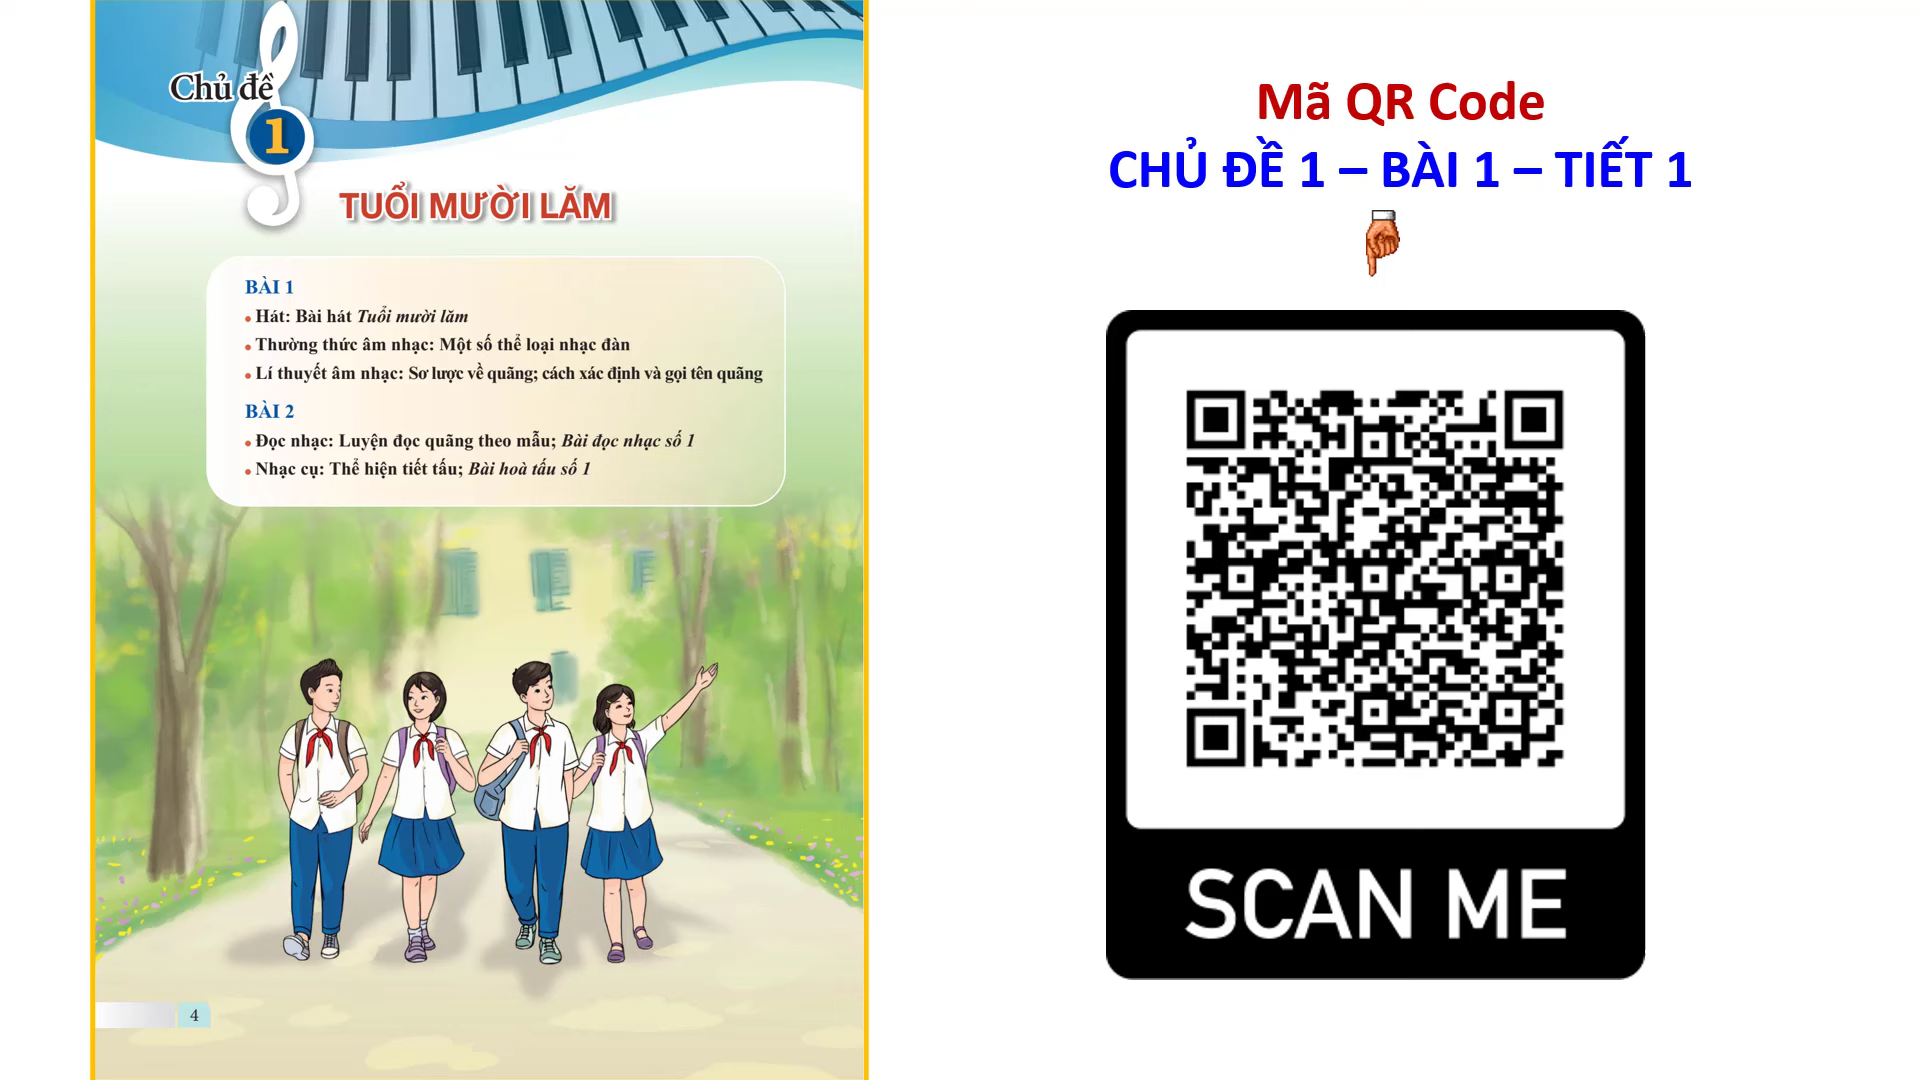 Chủ đề
1
TUỔI MƯỜI LĂM
BÀI 1
• Hát: Bài hát Tuổi mười lăm
• Thường thức âm nhạc: Một số thể loại nhạc đàn
• Lí thuyết âm nhạc: Sơ lược về quãng; cách xác định và gọi tên quãng
BÀI 2
• Đọc nhạc: Luyện đọc quãng theo mẫu; Bài đọc nhạc số 1
• Nhạc cụ: Thể hiện tiết tấu; Bài hoà tấu số 1
4
Mã QR Code
CHỦ ĐỀ 1 – BÀI 1 – TIẾT 1
SCAN ME